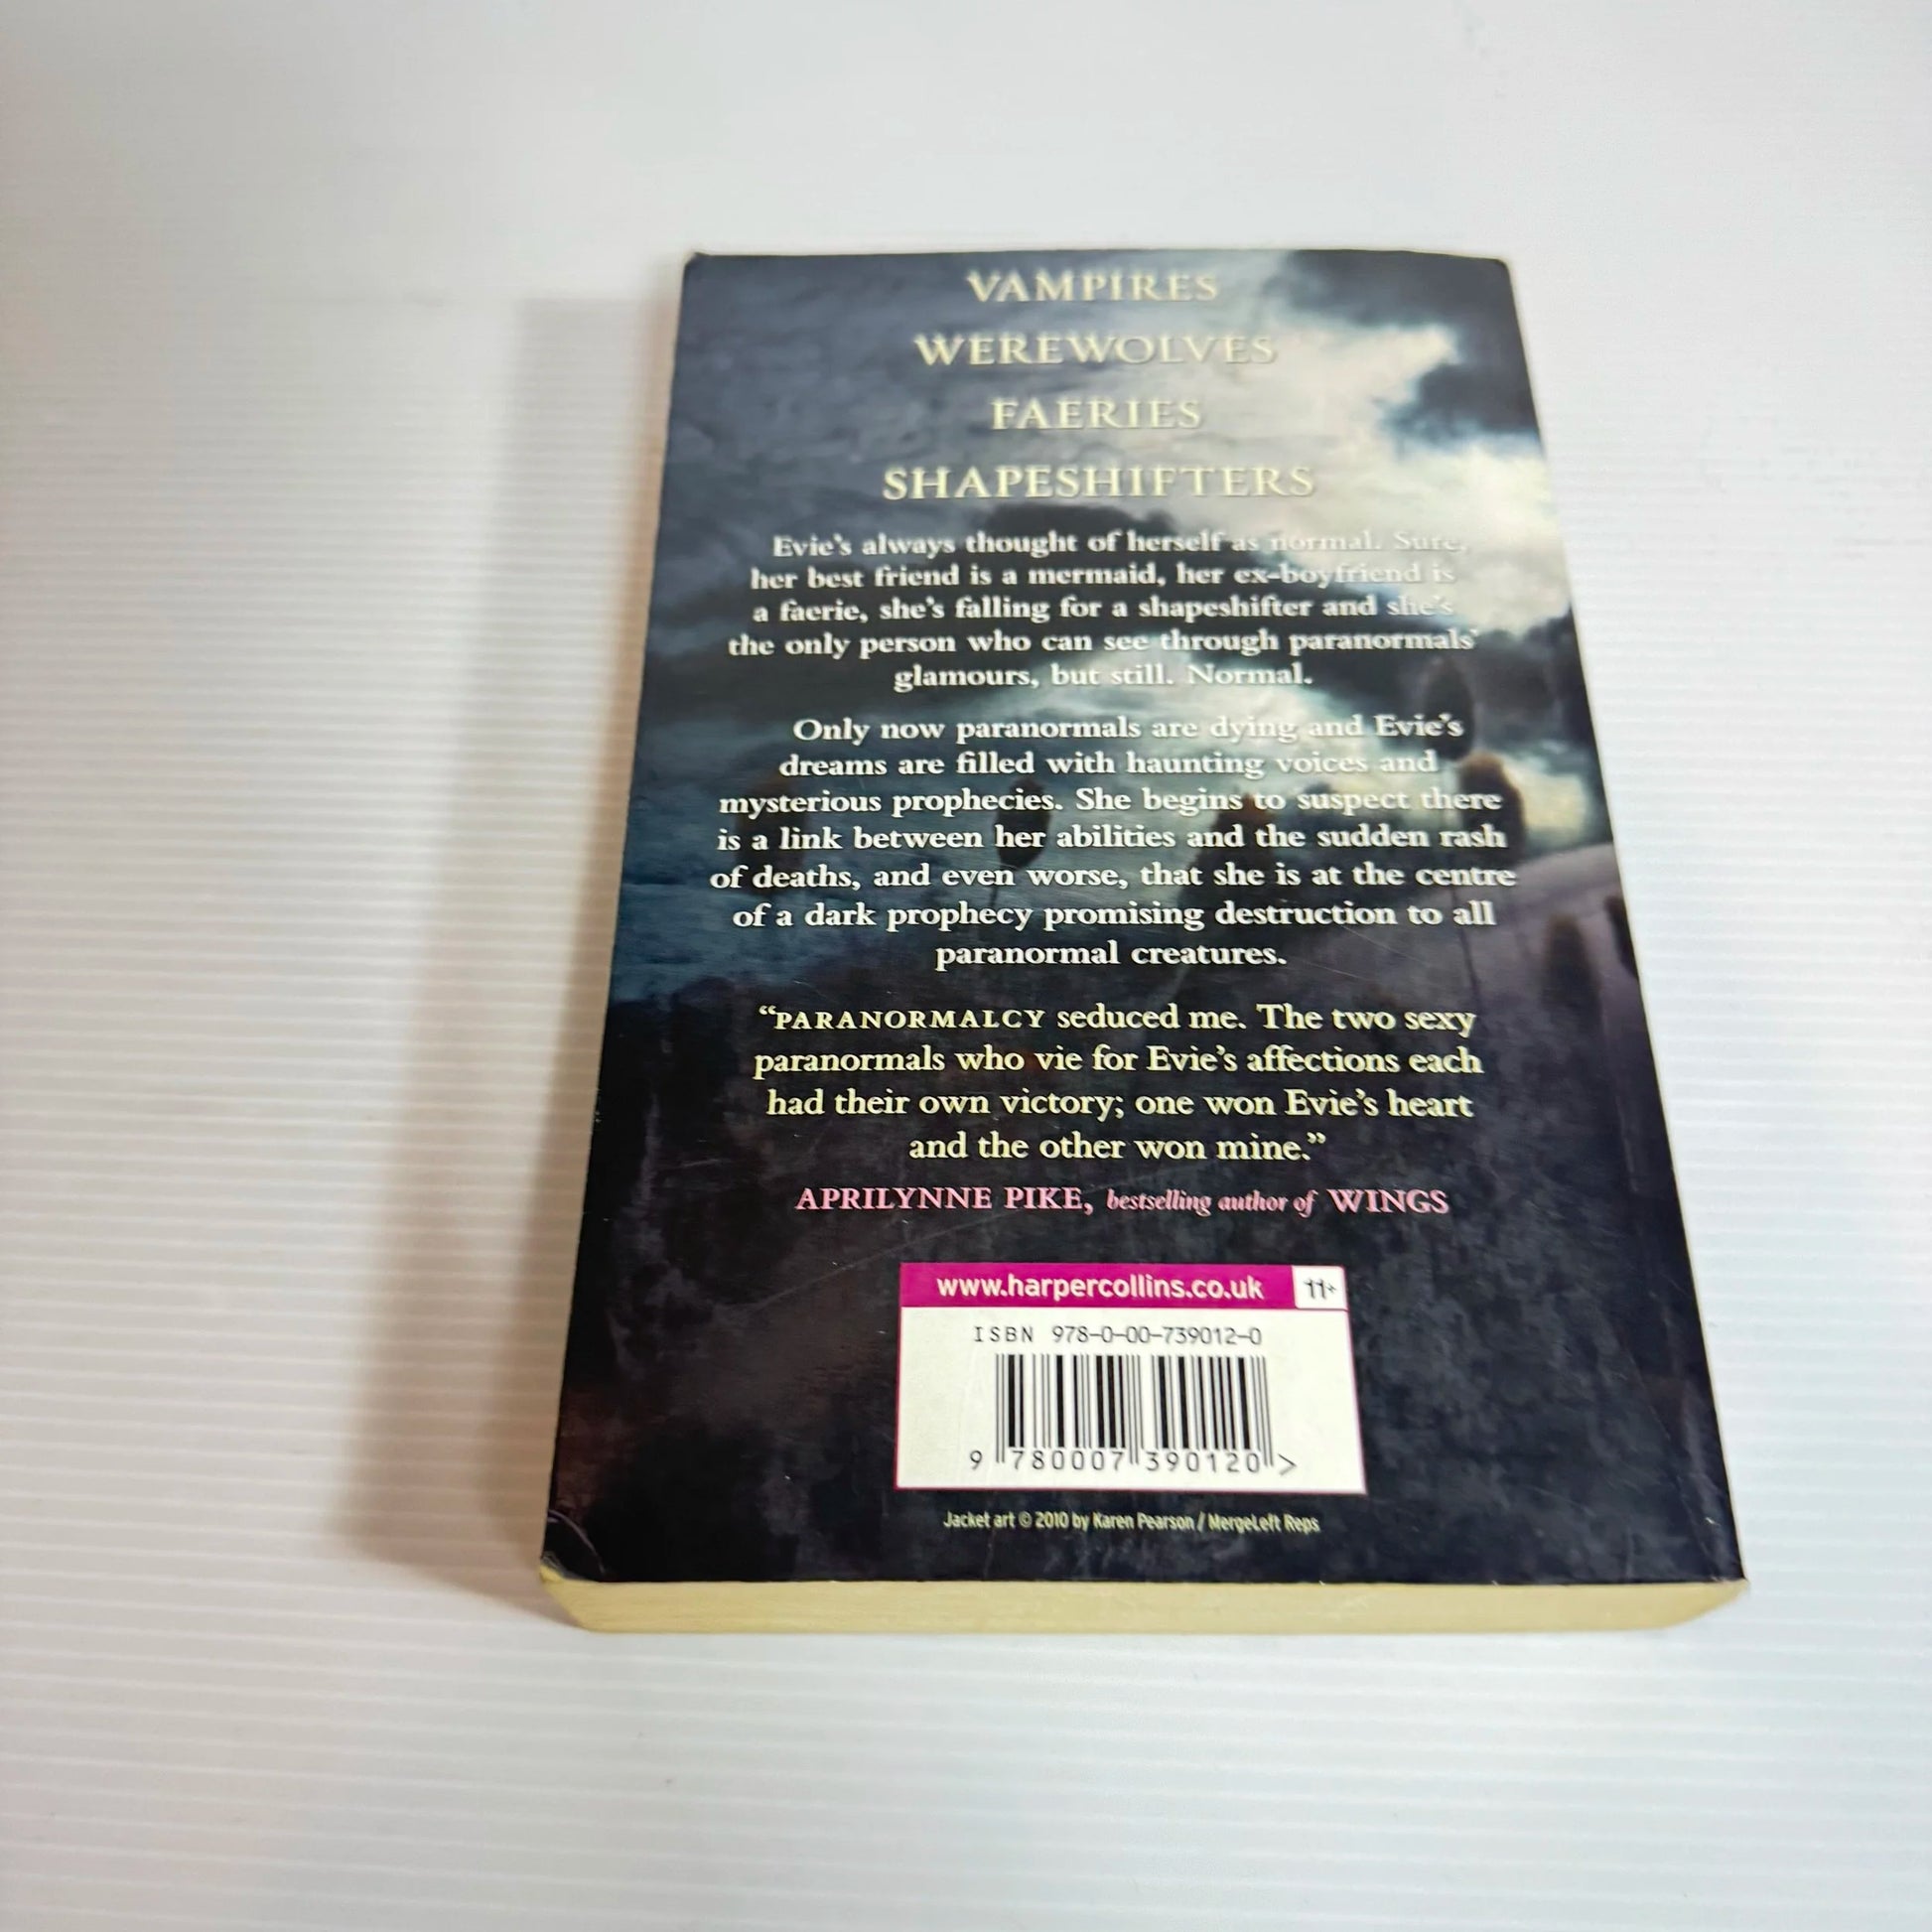 VAMPIRES
WEREWOLVES
FAERIES
SHAPESHIFTERS
Evie's always thought of herself as normal. Sure,
her best friend is a mermaid, her ex-boyfriend is
a faerie, she's falling for a shapeshifter and she's
the only person who can see through paranormals'
glamours, but still. Normal.
Only now paranormals are dying and Evie's
dreams are filled with haunting voices and
mysterious prophecies. She begins to suspect there
is a link between her abilities and the sudden rash
of deaths, and even worse, that she is at the centre
of a dark prophecy promising destruction to all
paranormal creatures.
“PARANORMALCY seduced me. The two sexy
paranormals who vie for Evie’s affections each
had their own victory; one won Evie’s heart
and the other won mine.”
APRILYNNE PIKE, bestselling author of WINGS
www.harpercollins.co.uk 11+
ISBN 978-0-00-739012-0
9 780007 390120 >
Jacket art © 2010 by Karen Pearson / MergeLeft Reps